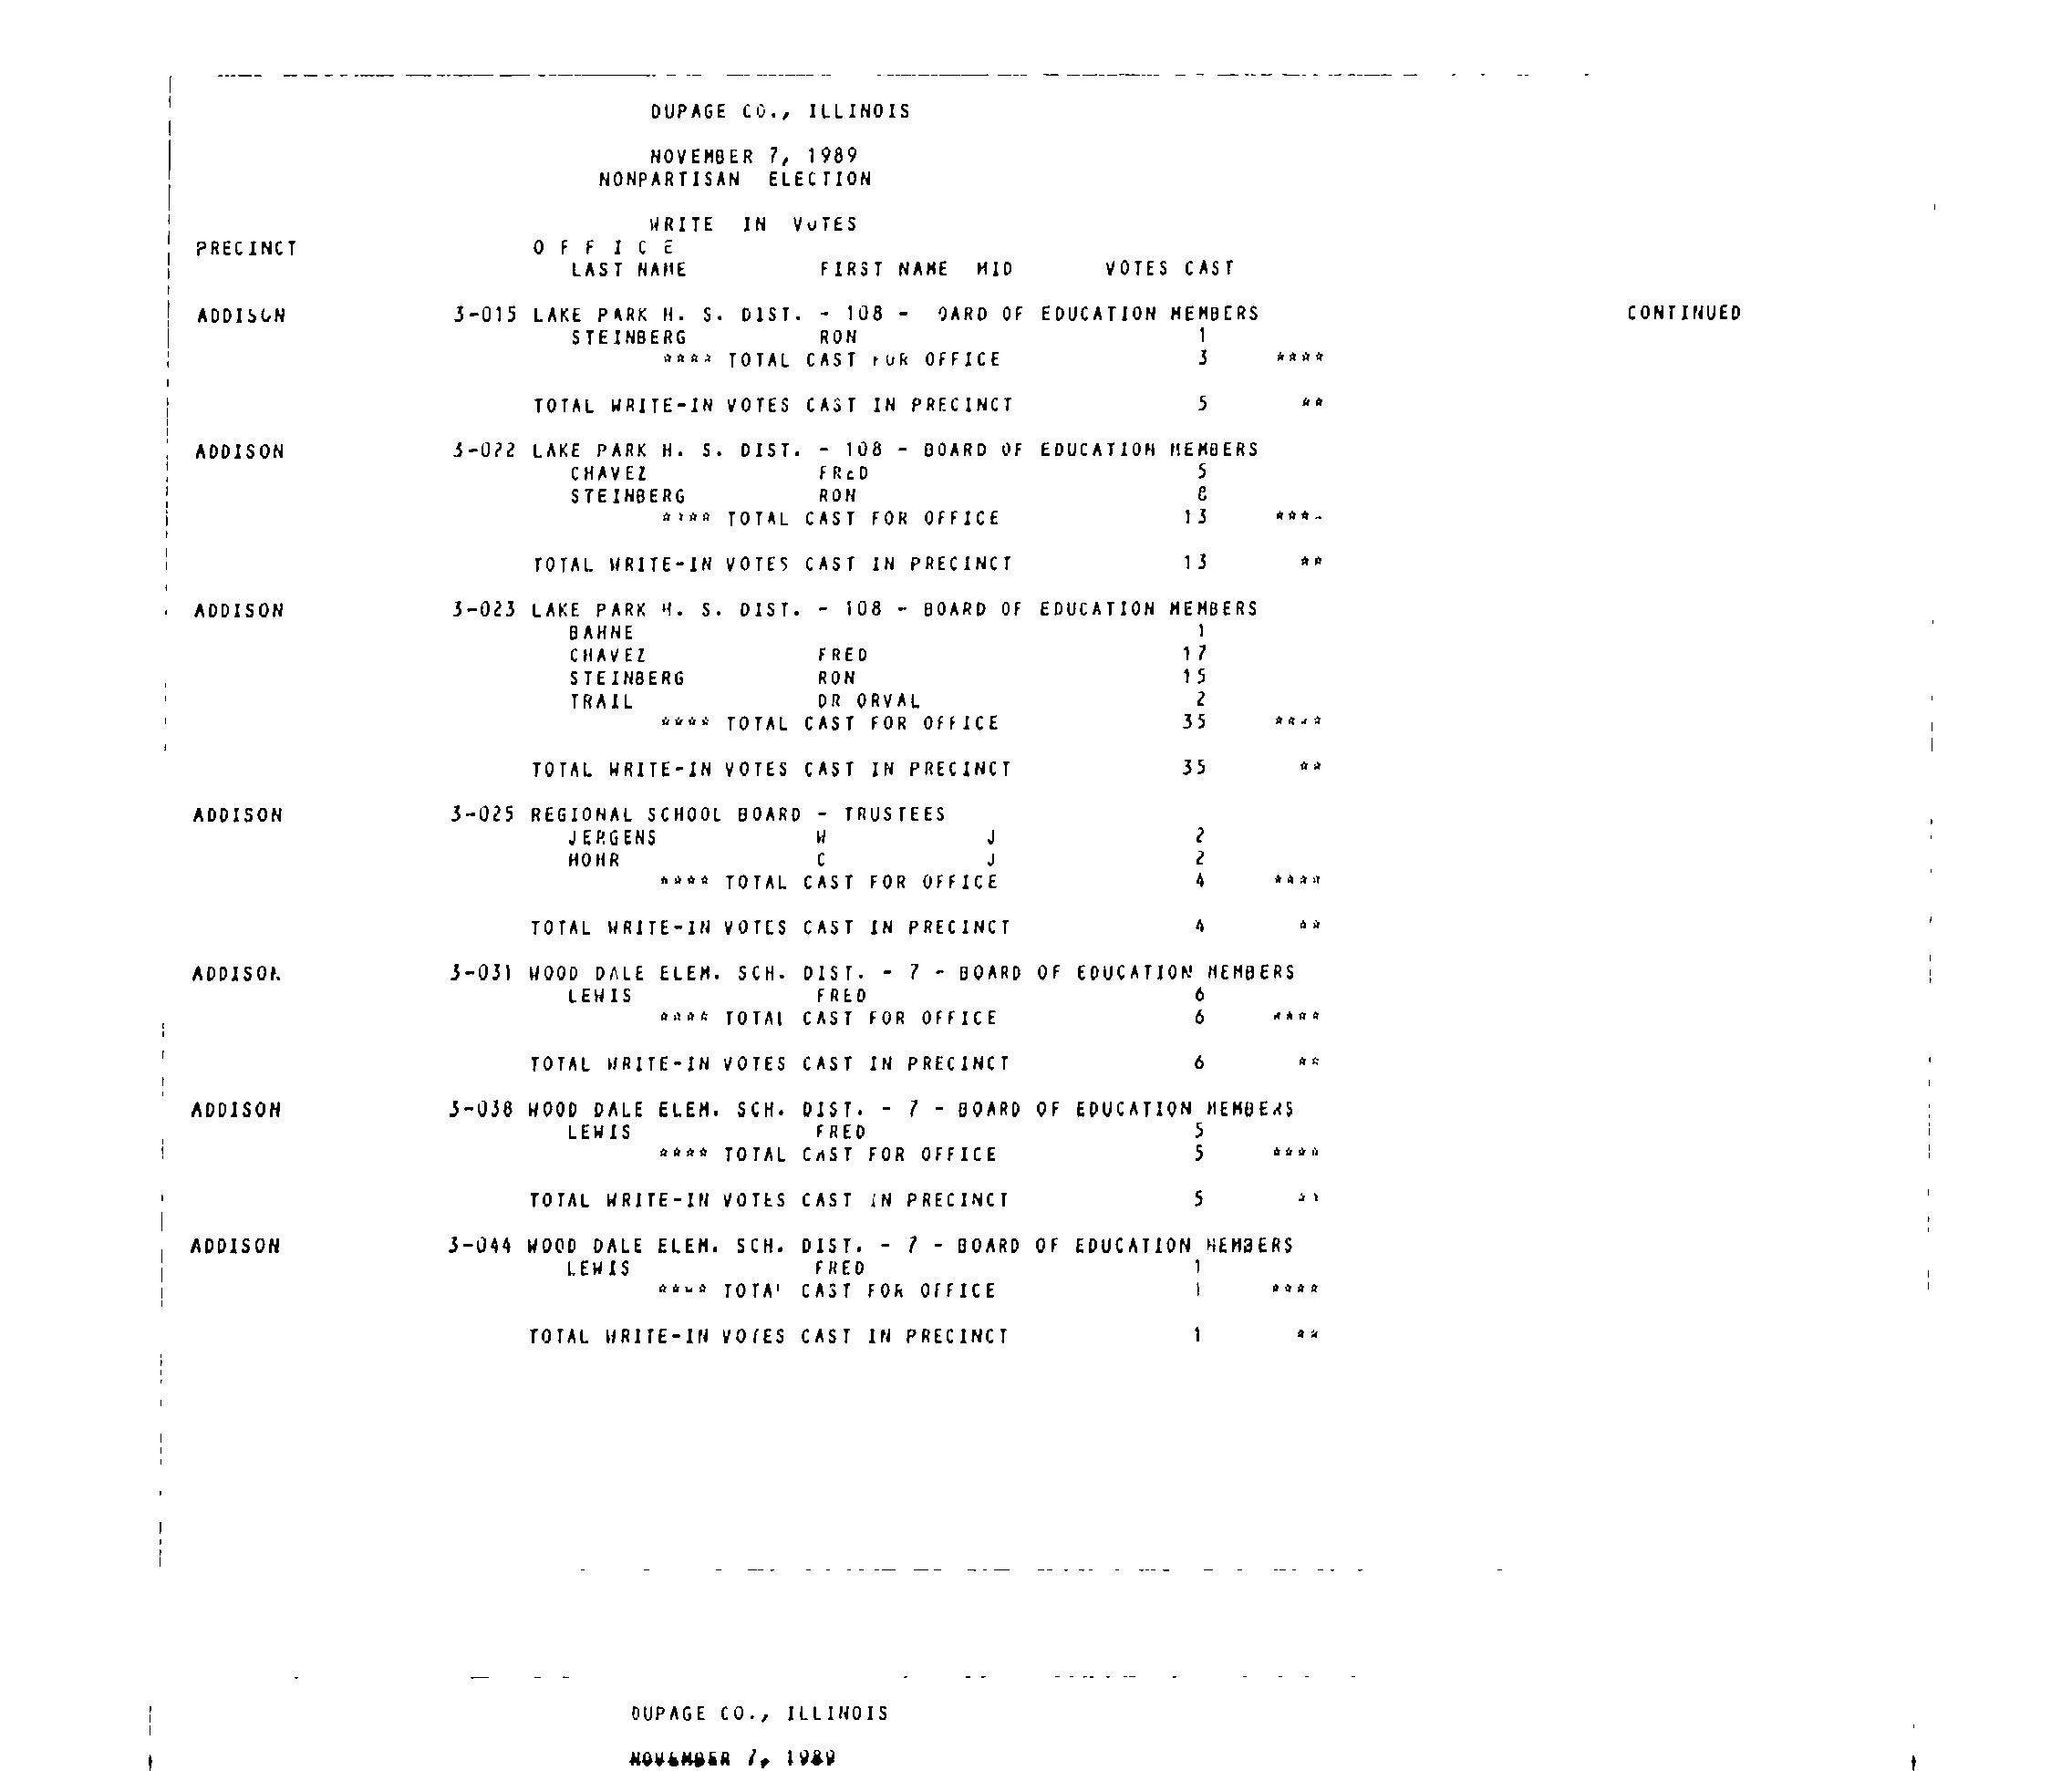 DUPAGE CO., ILLINOIS
NOVEMBER 7, 1989
NONPARTISAN ELECTION
WRITE IN VOTES
PRECINCT O F F I C E
LAST NAME FIRST NAME MID VOTES CAST
ADDISON 3-015 LAKE PARK H. S. DIST. - 108 - OARD OF EDUCATION MEMBERS CONTINUED
STEINBERG RON 1
**** TOTAL CAST FOR OFFICE 3 ****
TOTAL WRITE-IN VOTES CAST IN PRECINCT 5 **
ADDISON 3-022 LAKE PARK H. S. DIST. - 108 - BOARD OF EDUCATION MEMBERS
CHAVEZ FRED 5
STEINBERG RON 8
**** TOTAL CAST FOR OFFICE 13 ****
TOTAL WRITE-IN VOTES CAST IN PRECINCT 13 **
ADDISON 3-023 LAKE PARK H. S. DIST. - 108 - BOARD OF EDUCATION MEMBERS
BAHNE 1
CHAVEZ FRED 17
STEINBERG RON 15
TRAIL DR ORVAL 2
**** TOTAL CAST FOR OFFICE 35 ****
TOTAL WRITE-IN VOTES CAST IN PRECINCT 35 **
ADDISON 3-025 REGIONAL SCHOOL BOARD - TRUSTEES
JERGENS W J 2
MOHR C J 2
**** TOTAL CAST FOR OFFICE 4 ****
TOTAL WRITE-IN VOTES CAST IN PRECINCT 4 **
ADDISON 3-031 WOOD DALE ELEM. SCH. DIST. - 7 - BOARD OF EDUCATION MEMBERS
LEWIS FRED 6
**** TOTAL CAST FOR OFFICE 6 ****
TOTAL WRITE-IN VOTES CAST IN PRECINCT 6 **
ADDISON 3-038 WOOD DALE ELEM. SCH. DIST. - 7 - BOARD OF EDUCATION MEMBERS
LEWIS FRED 5
**** TOTAL CAST FOR OFFICE 5 ****
TOTAL WRITE-IN VOTES CAST IN PRECINCT 5 **
ADDISON 3-044 WOOD DALE ELEM. SCH. DIST. - 7 - BOARD OF EDUCATION MEMBERS
LEWIS FRED 1
**** TOTAL CAST FOR OFFICE 1 ****
TOTAL WRITE-IN VOTES CAST IN PRECINCT 1 **
DUPAGE CO., ILLINOIS
NOVEMBER 7, 1989